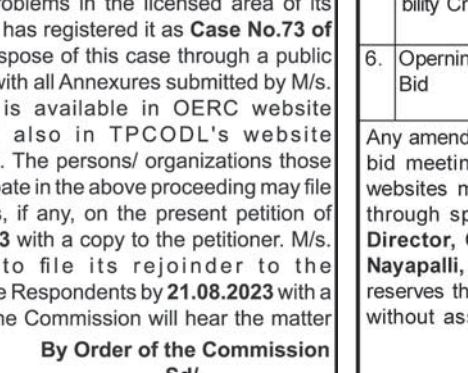 problems in the licensed area of its
has registered it as Case No.73 of
spose of this case through a public
with all Annexures submitted by M/s.
is available in OERC website
also in TPCODL's website
. The persons/ organizations those
pate in the above proceeding may file
s, if any, on the present petition of
3 with a copy to the petitioner. M/s.
to file its rejoinder to the
e Respondents by 21.08.2023 with a
he Commission will hear the matter
By Order of the Commission
Sd/
bility
6. Opernin
Bid
Any amend
bid meetin
websites m
through sp
Director,
Nayapalli,
reserves th
without ass